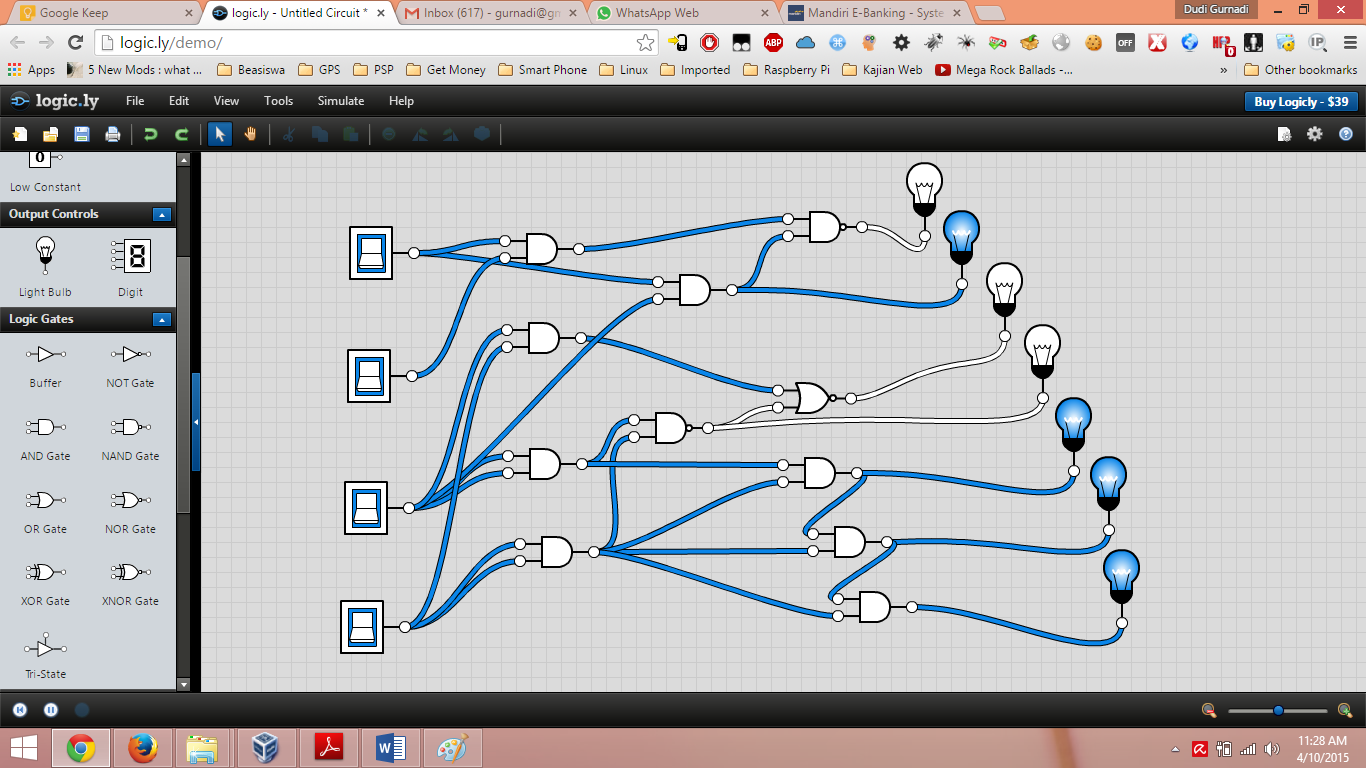 Google Keep
logic.ly - Untitled Circuit *
Inbox (617) - gurnadi@gm
WhatsApp Web
Mandiri E-Banking - Syste
Dudi Gurnadi
logic.ly/demo/
ABP
OFF
IP
0
Apps
5 New Mods : what ...
Beasiswa
GPS
PSP
Get Money
Smart Phone
Linux
Imported
Raspberry Pi
Kajian Web
Mega Rock Ballads -...
»
Other bookmarks
logic.ly
File
Edit
View
Tools
Simulate
Help
Buy Logicly - $39
0
Low Constant
Output Controls
8
Light Bulb
Digit
Logic Gates
Buffer
NOT Gate
AND Gate
NAND Gate
OR Gate
NOR Gate
XOR Gate
XNOR Gate
Tri-State
11:28 AM
4/10/2015